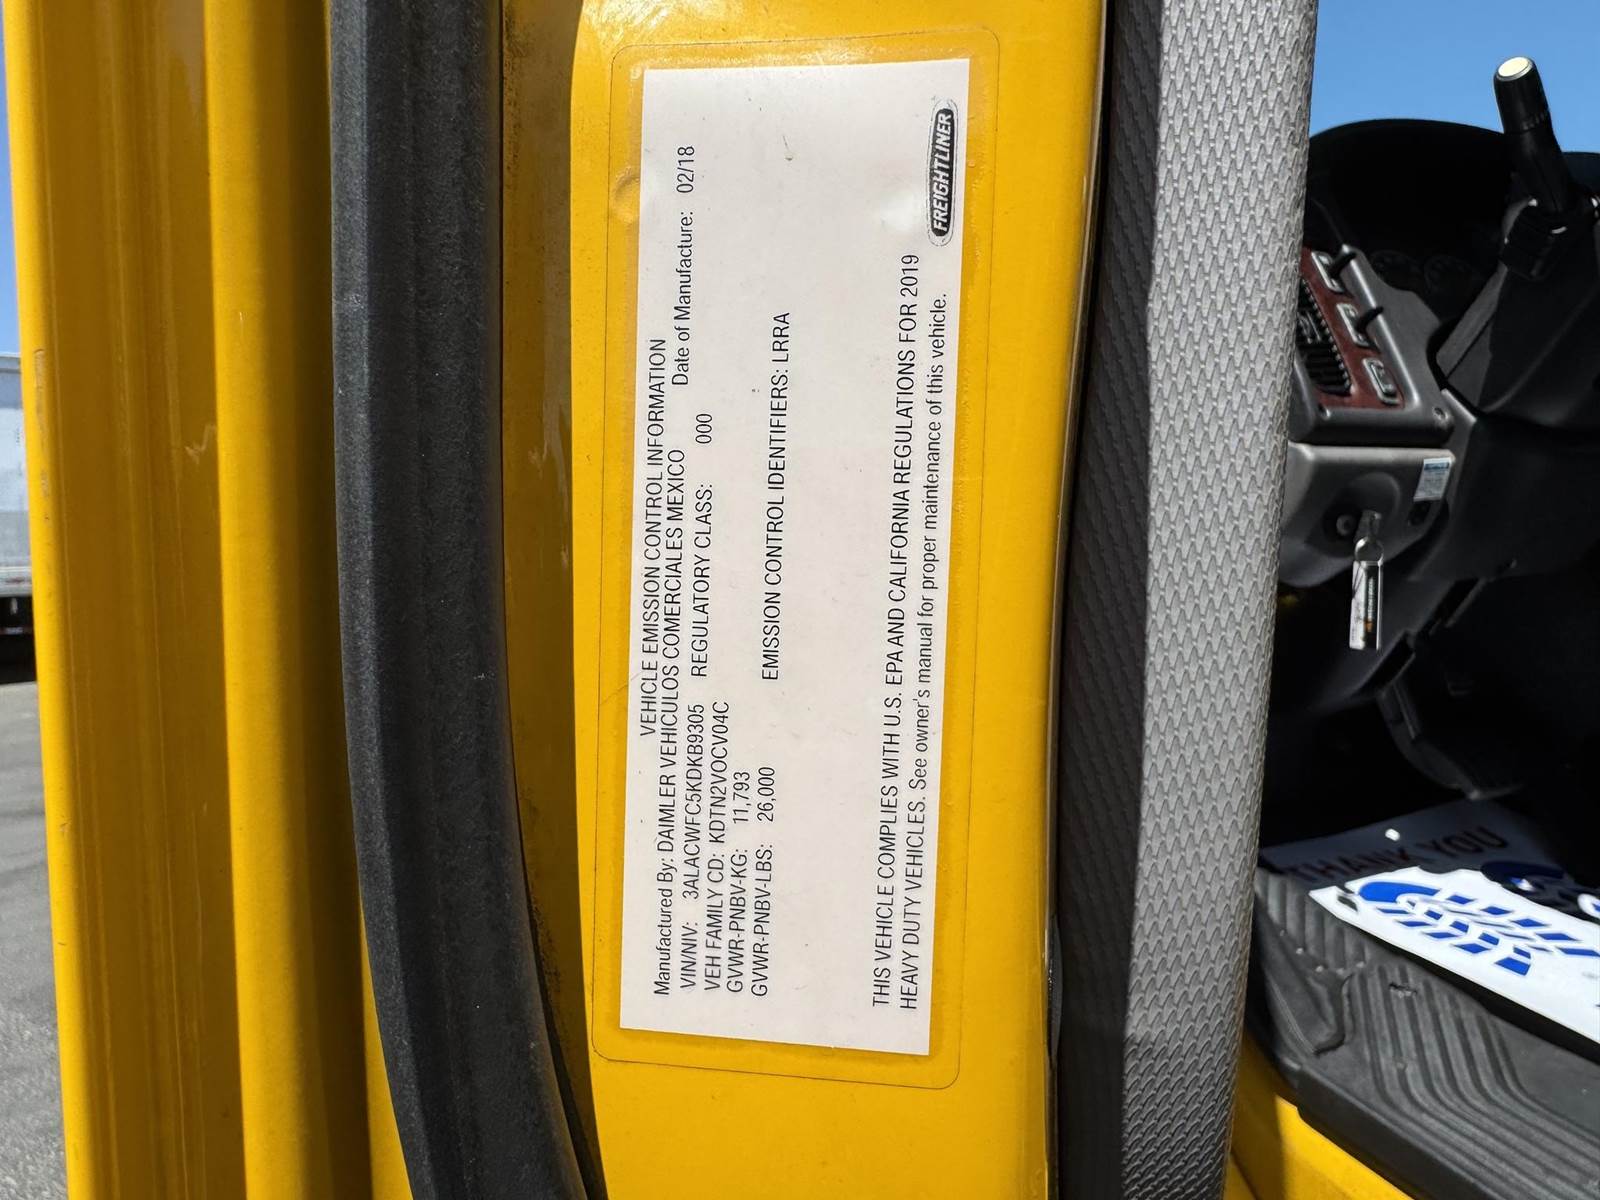 VEHICLE EMISSION CONTROL INFORMATION
Manufactured By: DAIMLER VEHICULOS COMERCIALES MEXICO Date of Manufacture: 02/18
VIN/NIV: 3ALACWFC5KDKB9305 REGULATORY CLASS: 000
VEH FAMILY CD: KDTN2VOCV04C
GVWR-PNBV-KG: 11,793
GVWR-PNBV-LBS: 26,000 EMISSION CONTROL IDENTIFIERS: LRRA
THIS VEHICLE COMPLIES WITH U.S. EPA AND CALIFORNIA REGULATIONS FOR 2019
HEAVY DUTY VEHICLES. See owner's manual for proper maintenance of this vehicle.
FREIGHTLINER
THANK YOU